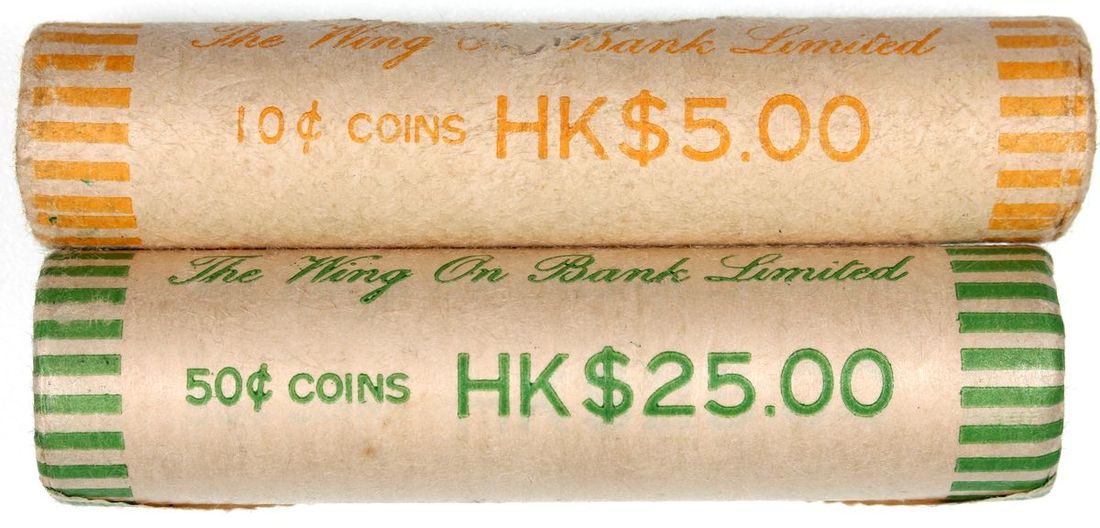 The Wing On Bank Limited
10¢ COINS HK$5.00
The Wing On Bank Limited
50¢ COINS HK$25.00